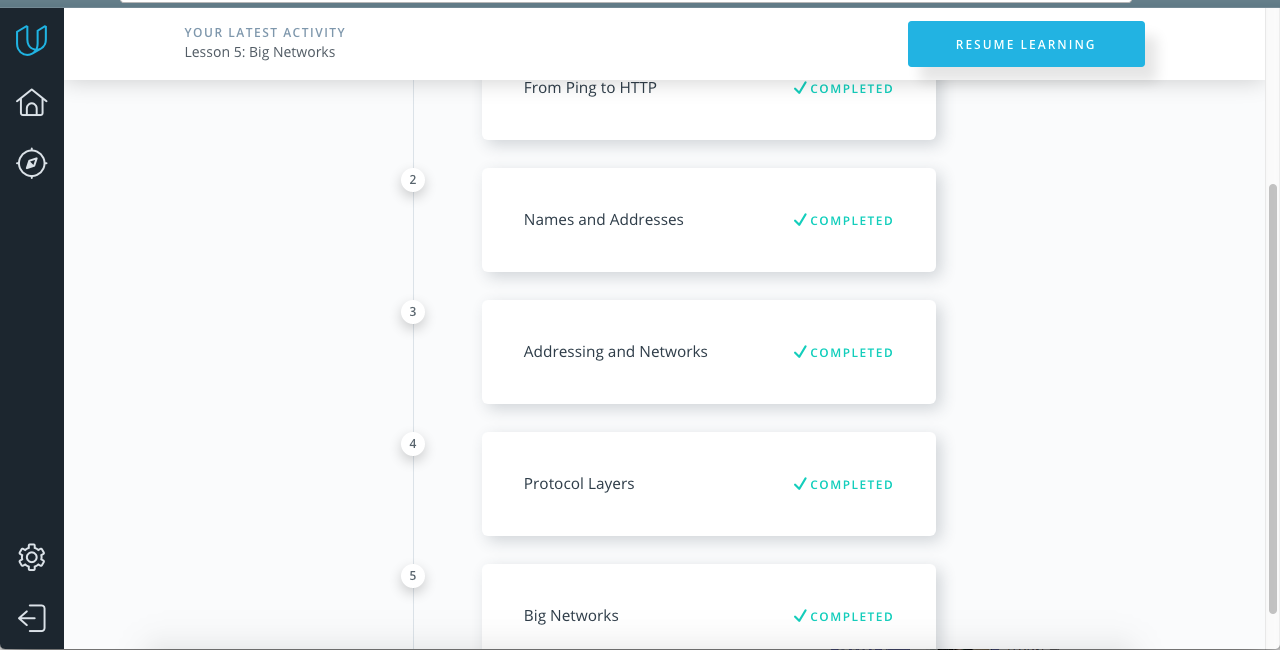 YOUR LATEST ACTIVITY
Lesson 5: Big Networks
RESUME LEARNING
From Ping to HTTP
COMPLETED
2
Names and Addresses
COMPLETED
3
Addressing and Networks
COMPLETED
4
Protocol Layers
COMPLETED
5
Big Networks
COMPLETED